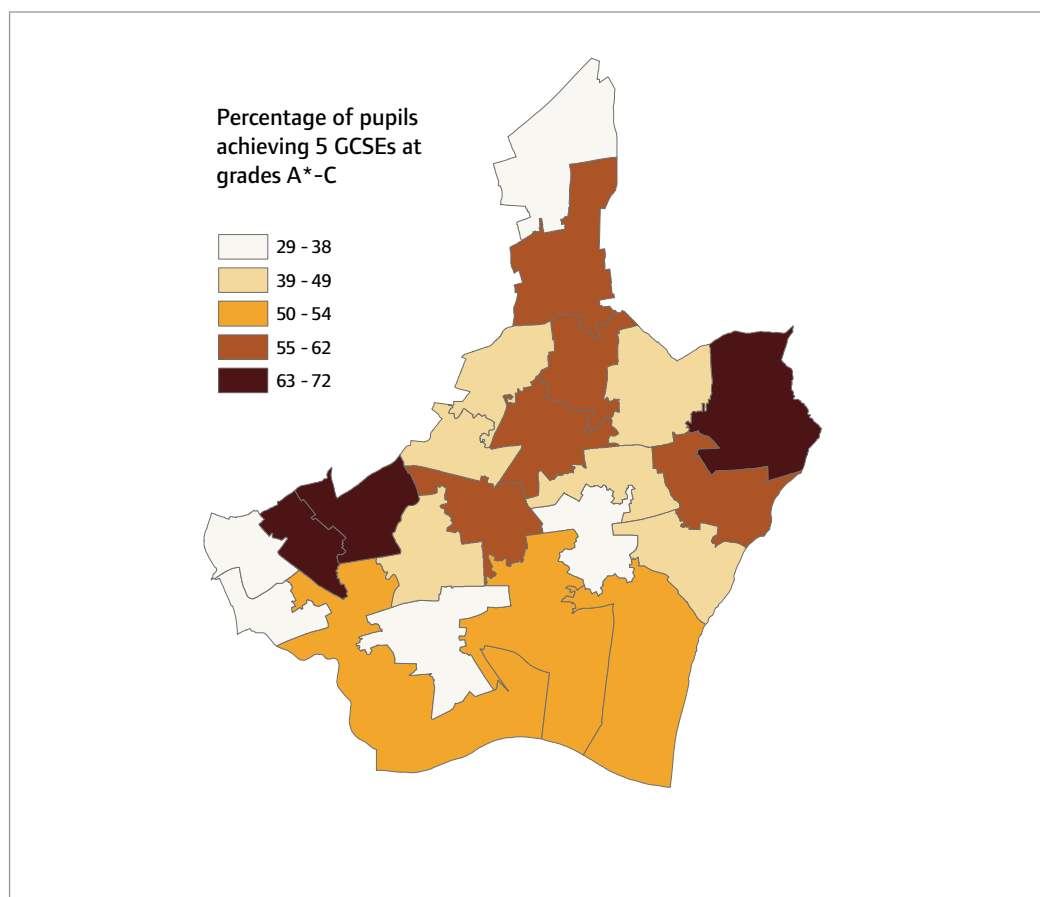 Percentage of pupils
achieving 5 GCSEs at
grades A*-C
29 - 38
39 - 49
50 - 54
55 - 62
63 - 72